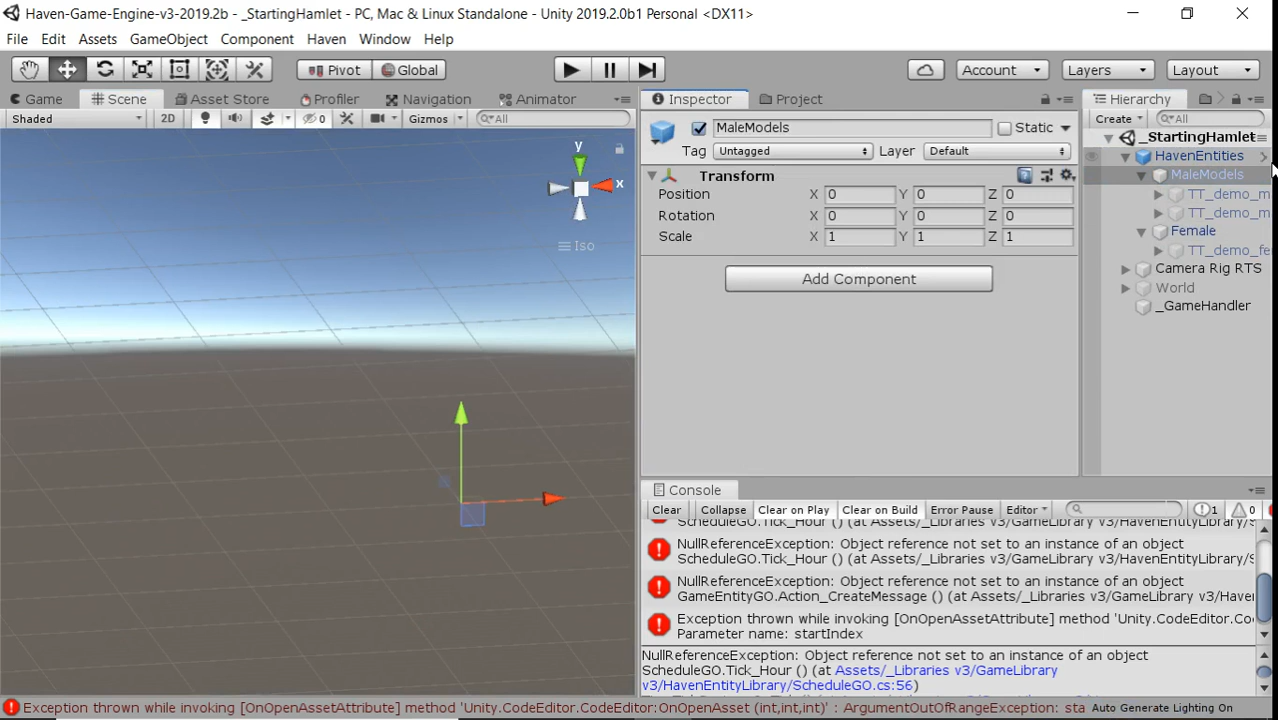 Haven-Game-Engine-v3-2019.2b - _StartingHamlet - PC, Mac & Linux Standalone - Unity 2019.2.0b1 Personal <DX11>
File Edit Assets GameObject Component Haven Window Help
Pivot Global Account Layers Layout
Game Scene Asset Store Profiler Navigation Animator
Shaded 2D 0 Gizmos All
y
x
Iso
Inspector Project
MaleModels Static
Tag Untagged Layer Default
Transform
Position X 0 Y 0 Z 0
Rotation X 0 Y 0 Z 0
Scale X 1 Y 1 Z 1
Add Component
Hierarchy
Create All
_StartingHamlet
HavenEntities
MaleModels
TT_demo_m
TT_demo_m
Female
TT_demo_fe
Camera Rig RTS
World
_GameHandler
Console
Clear Collapse Clear on Play Clear on Build Error Pause Editor 1 0
ScheduleGO.Tick_Hour () (at Assets/_Libraries v3/GameLibrary v3/HavenEntityLibrary/S
NullReferenceException: Object reference not set to an instance of an object
ScheduleGO.Tick_Hour () (at Assets/_Libraries v3/GameLibrary v3/HavenEntityLibrary/S
NullReferenceException: Object reference not set to an instance of an object
GameEntityGO.Action_CreateMessage () (at Assets/_Libraries v3/GameLibrary v3/Haven
Exception thrown while invoking [OnOpenAssetAttribute] method 'Unity.CodeEditor.Co
Parameter name: startIndex
NullReferenceException: Object reference not set to an instance of an object
ScheduleGO.Tick_Hour () (at Assets/_Libraries v3/GameLibrary
v3/HavenEntityLibrary/ScheduleGO.cs:56)
Exception thrown while invoking [OnOpenAssetAttribute] method 'Unity.CodeEditor.CodeEditor:OnOpenAsset (int,int,int)' : ArgumentOutOfRangeException: sta
Auto Generate Lighting On